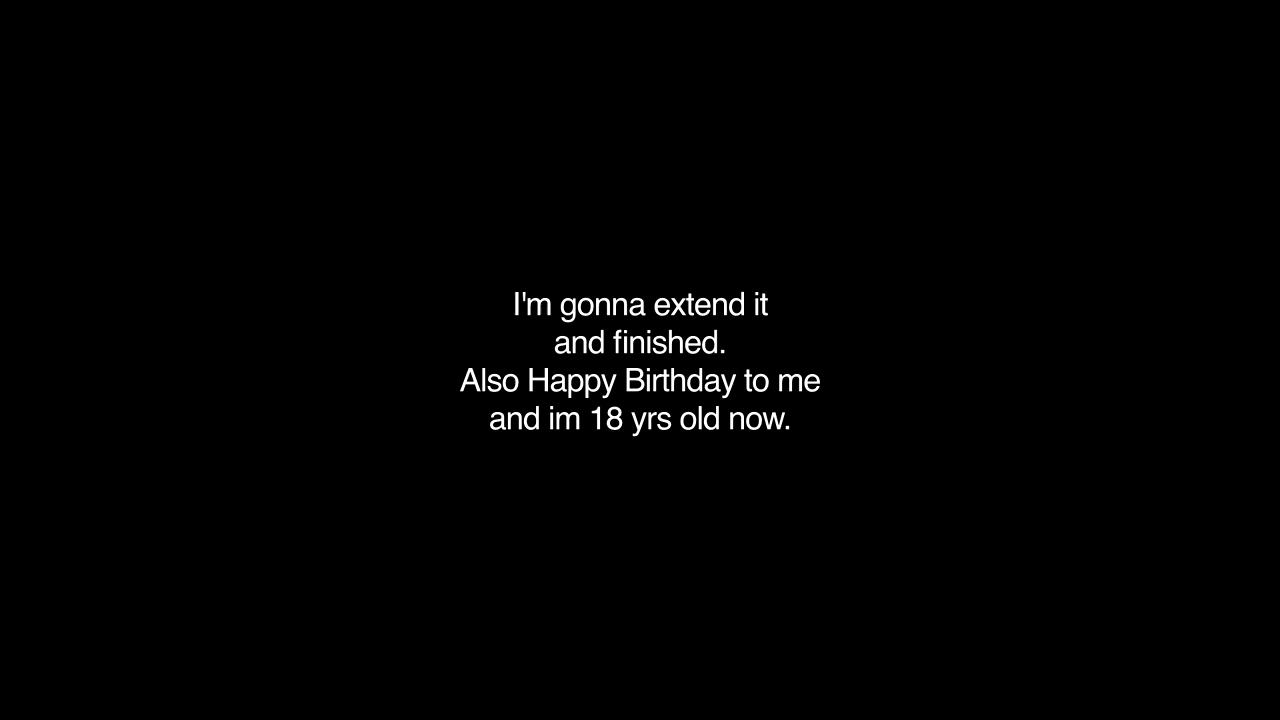 I'm gonna extend it
and finished.
Also Happy Birthday to me
and im 18 yrs old now.